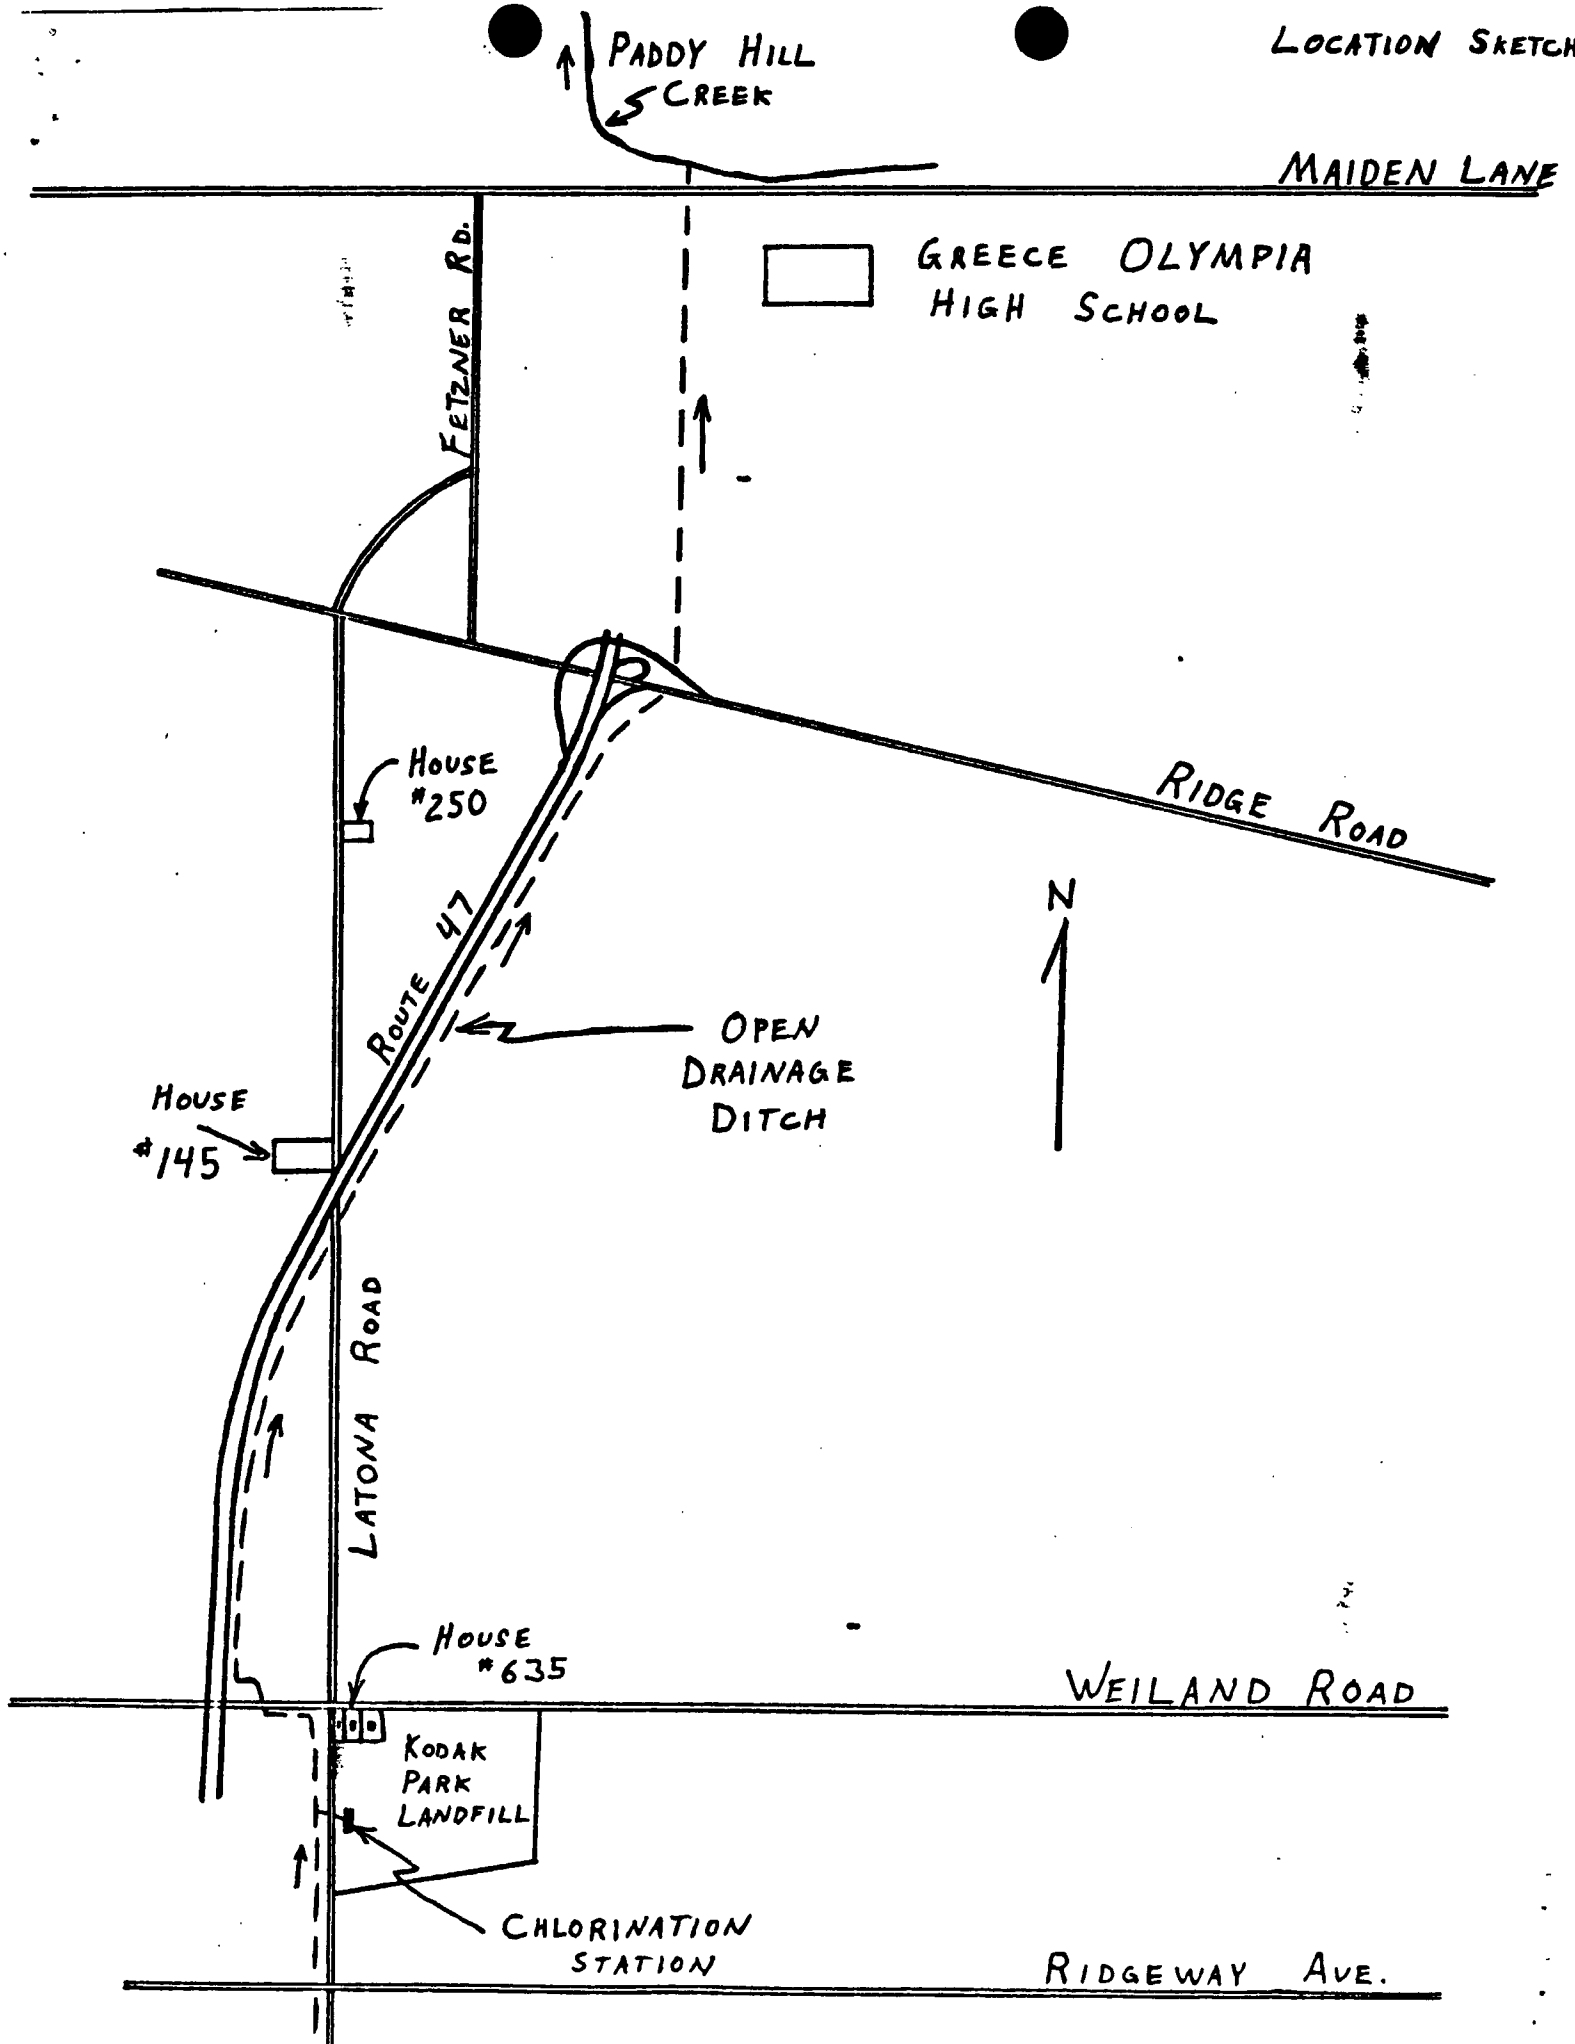 LOCATION SKETCH
PADDY HILL
CREEK
MAIDEN LANE
FETZNER RD.
GREECE OLYMPIA
HIGH SCHOOL
HOUSE
#250
RIDGE ROAD
N
ROUTE 47
OPEN
DRAINAGE
DITCH
HOUSE
#145
LATONA ROAD
HOUSE
#635
WEILAND ROAD
KODAK
PARK
LANDFILL
CHLORINATION
STATION
RIDGEWAY AVE.